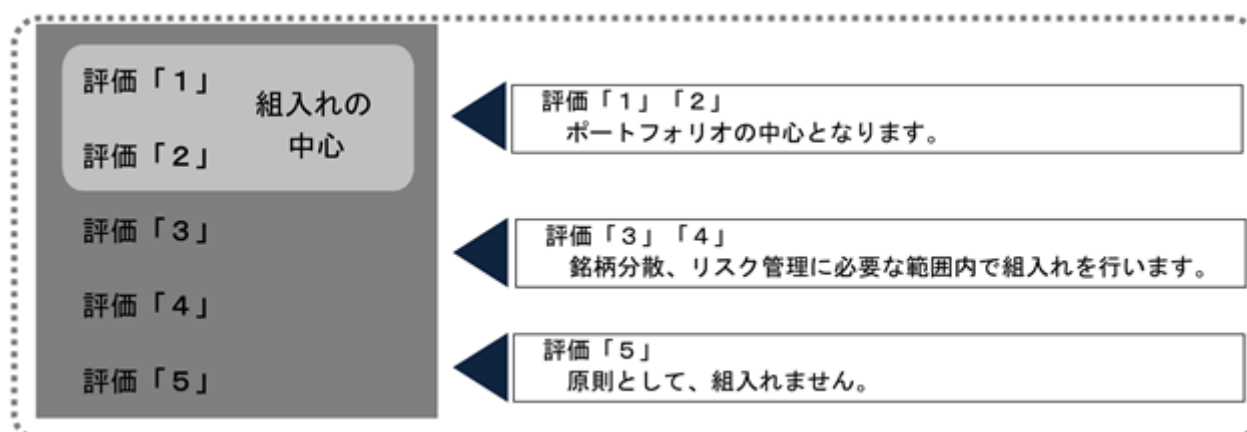 評価「１」
組入れの
中心
評価「２」
評価「３」
評価「４」
評価「５」
評価「１」「２」
ポートフォリオの中心となります。
評価「３」「４」
銘柄分散、リスク管理に必要な範囲内で組入れを行います。
評価「５」
原則として、組入れません。